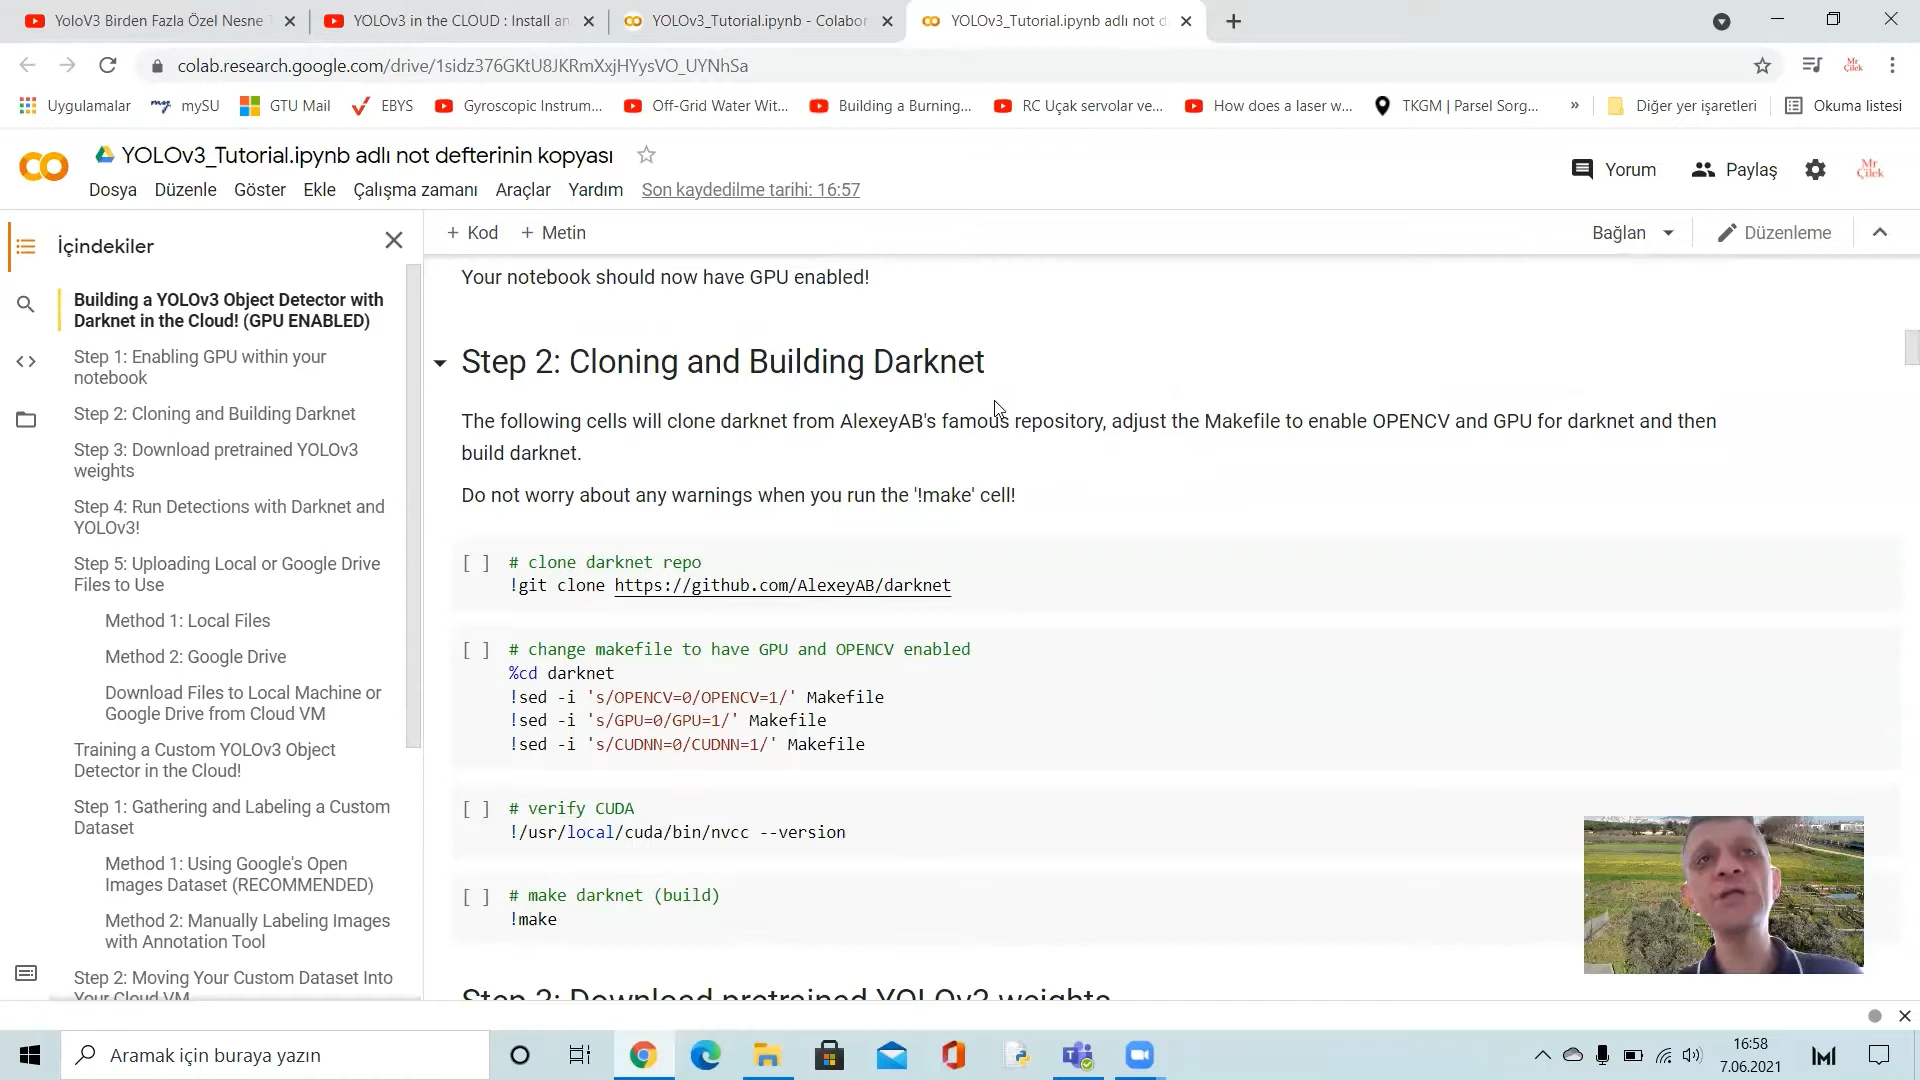 YoloV3 Birden Fazla Özel Nesne
YOLOv3 in the CLOUD : Install an
YOLOv3_Tutorial.ipynb - Colabor
YOLOv3_Tutorial.ipynb adlı not d
colab.research.google.com/drive/1sidz376GKtU8JKRmXxjHYysVO_UYNhSa
Uygulamalar mySU GTU Mail EBYS Gyroscopic Instrum... Off-Grid Water Wit... Building a Burning... RC Uçak servolar ve... How does a laser w... TKGM | Parsel Sorg... » Diğer yer işaretleri Okuma listesi
YOLOv3_Tutorial.ipynb adlı not defterinin kopyası
Dosya Düzenle Göster Ekle Çalışma zamanı Araçlar Yardım Son kaydedilme tarihi: 16:57
Yorum Paylaş Mr Çilek
İçindekiler
+ Kod + Metin
Bağlan Düzenleme
Building a YOLOv3 Object Detector with
Darknet in the Cloud! (GPU ENABLED)
Step 1: Enabling GPU within your
notebook
Step 2: Cloning and Building Darknet
Step 3: Download pretrained YOLOv3
weights
Step 4: Run Detections with Darknet and
YOLOv3!
Step 5: Uploading Local or Google Drive
Files to Use
Method 1: Local Files
Method 2: Google Drive
Download Files to Local Machine or
Google Drive from Cloud VM
Training a Custom YOLOv3 Object
Detector in the Cloud!
Step 1: Gathering and Labeling a Custom
Dataset
Method 1: Using Google's Open
Images Dataset (RECOMMENDED)
Method 2: Manually Labeling Images
with Annotation Tool
Step 2: Moving Your Custom Dataset Into
Your Cloud VM
Your notebook should now have GPU enabled!
Step 2: Cloning and Building Darknet
The following cells will clone darknet from AlexeyAB's famous repository, adjust the Makefile to enable OPENCV and GPU for darknet and then
build darknet.
Do not worry about any warnings when you run the '!make' cell!
[ ] # clone darknet repo
!git clone https://github.com/AlexeyAB/darknet
[ ] # change makefile to have GPU and OPENCV enabled
%cd darknet
!sed -i 's/OPENCV=0/OPENCV=1/' Makefile
!sed -i 's/GPU=0/GPU=1/' Makefile
!sed -i 's/CUDNN=0/CUDNN=1/' Makefile
[ ] # verify CUDA
!/usr/local/cuda/bin/nvcc --version
[ ] # make darknet (build)
!make
Step 3: Download pretrained YOLOv3 weights
Aramak için buraya yazın
16:58
7.06.2021